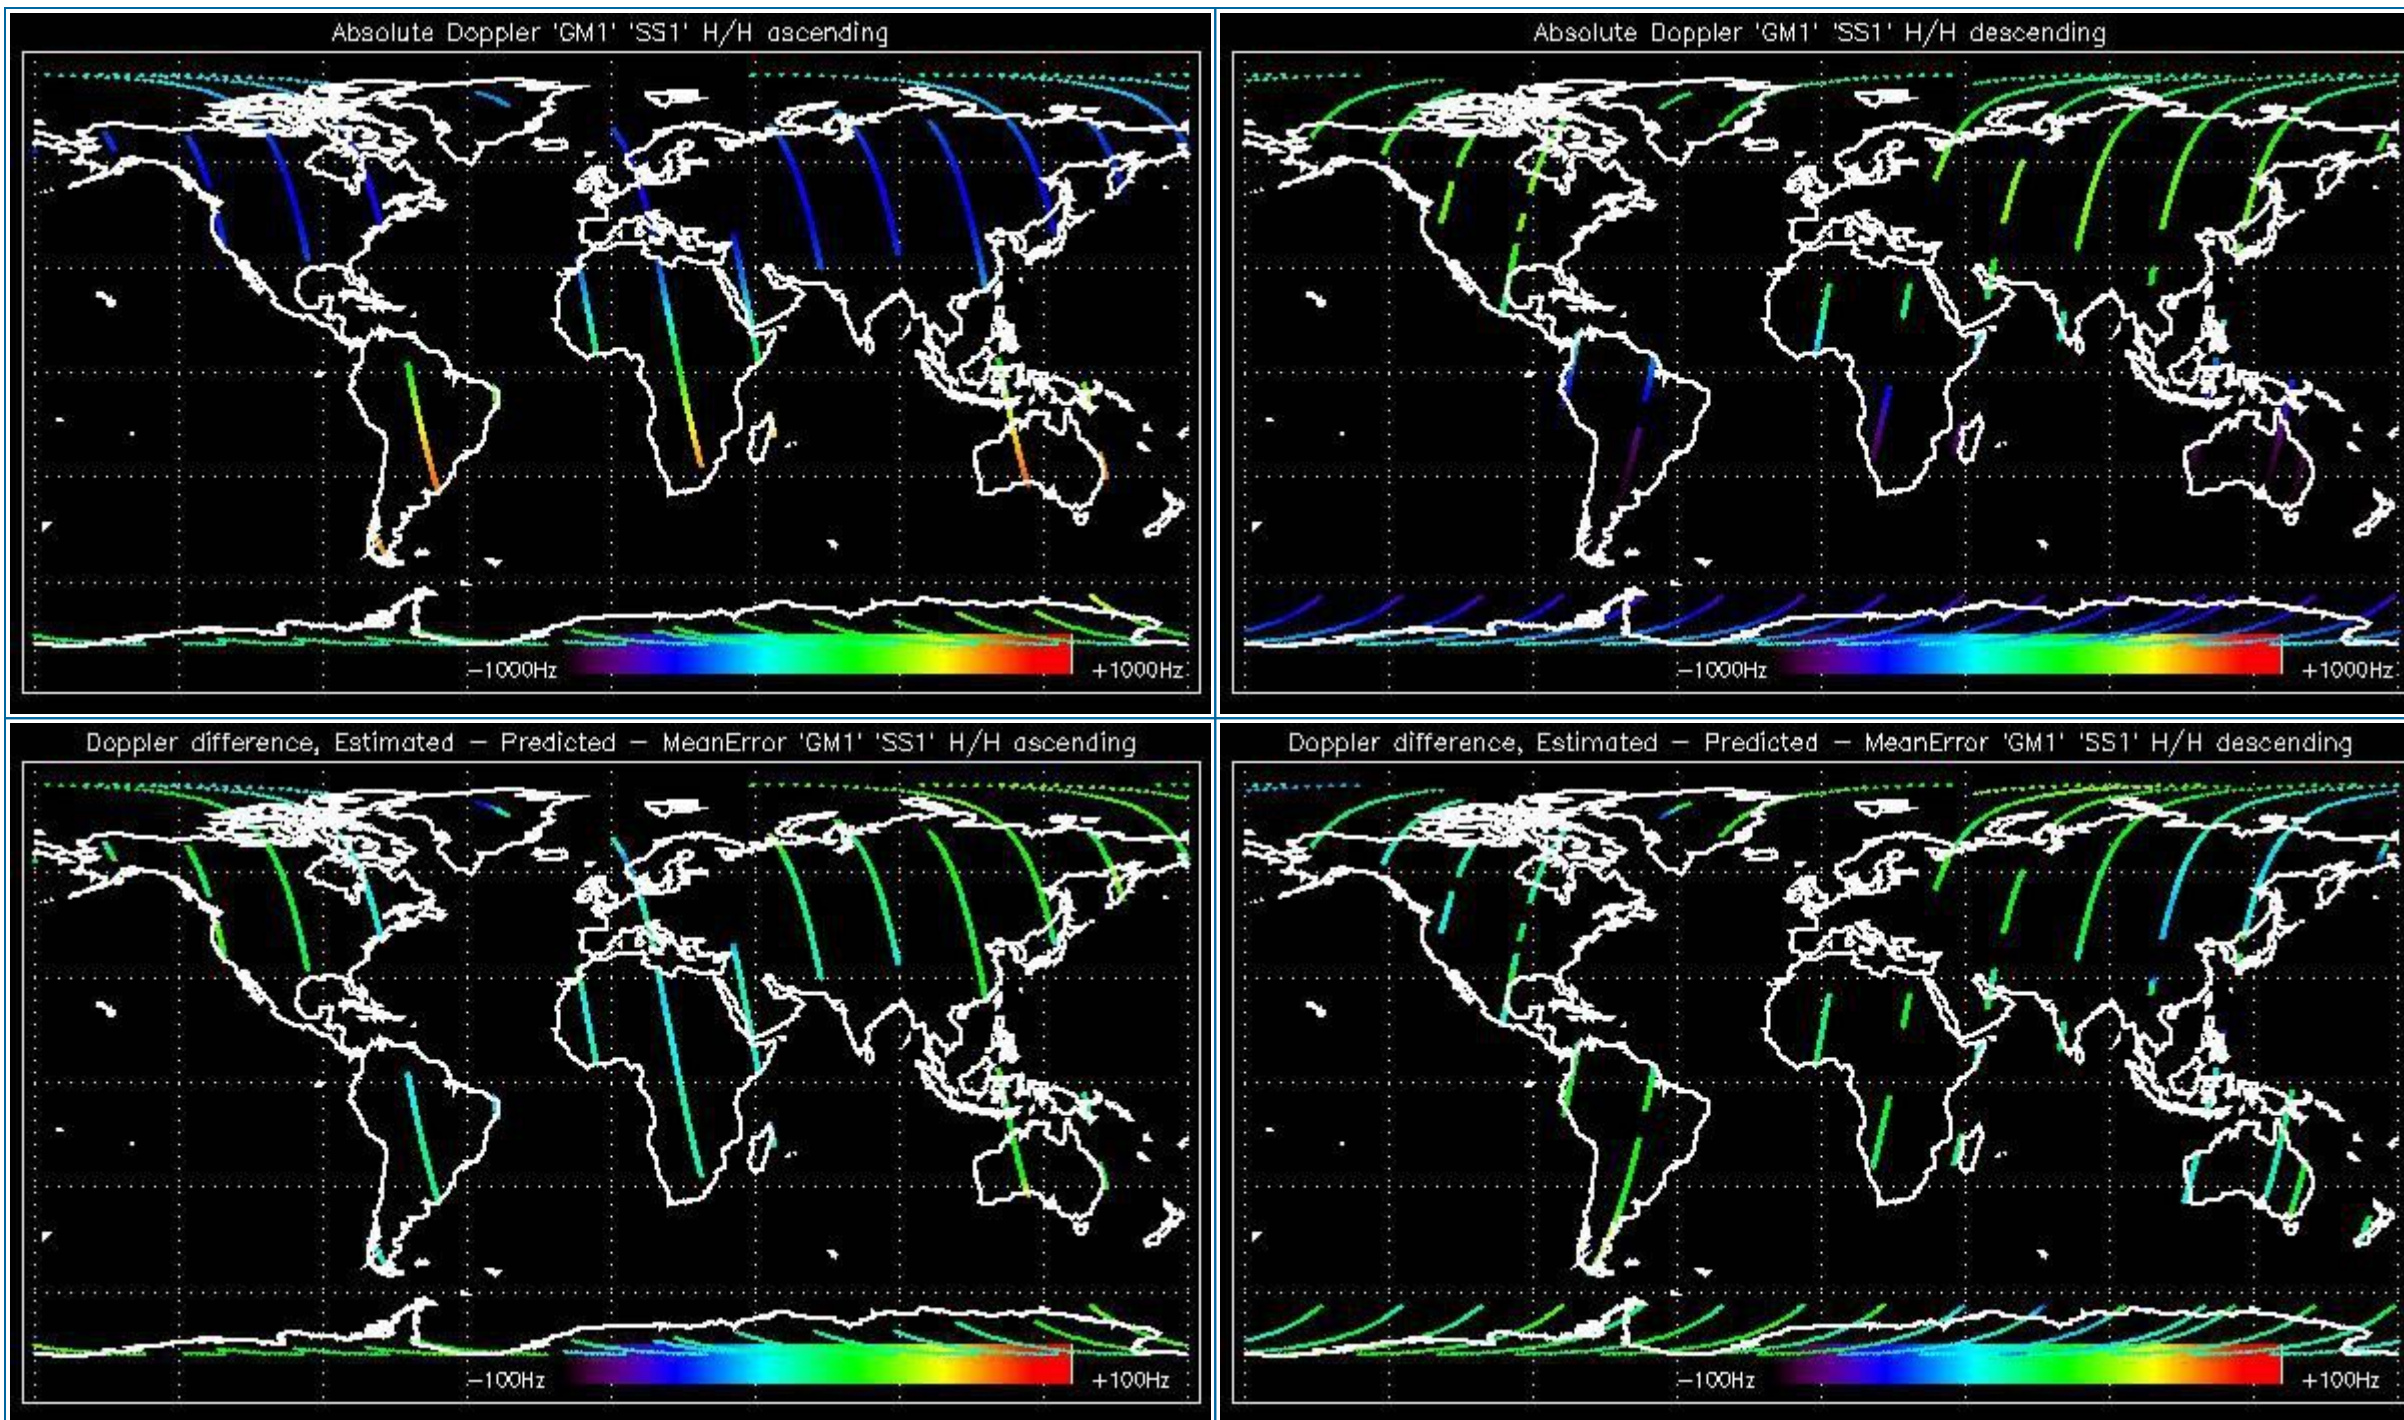 Absolute Doppler 'GM1' 'SS1' H/H ascending
−1000Hz
+1000Hz
Absolute Doppler 'GM1' 'SS1' H/H descending
−1000Hz
+1000Hz
Doppler difference, Estimated − Predicted − MeanError 'GM1' 'SS1' H/H ascending
−100Hz
+100Hz
Doppler difference, Estimated − Predicted − MeanError 'GM1' 'SS1' H/H descending
−100Hz
+100Hz